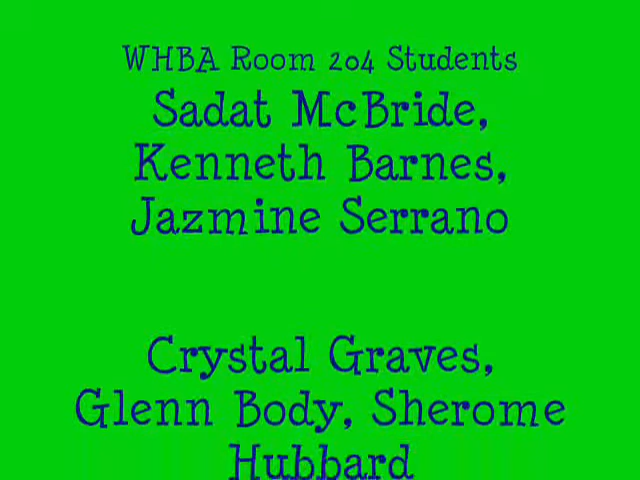 WHBA Room 204 Students
Sadat McBride,
Kenneth Barnes,
Jazmine Serrano
Crystal Graves,
Glenn Body, Sherome
Hubbard